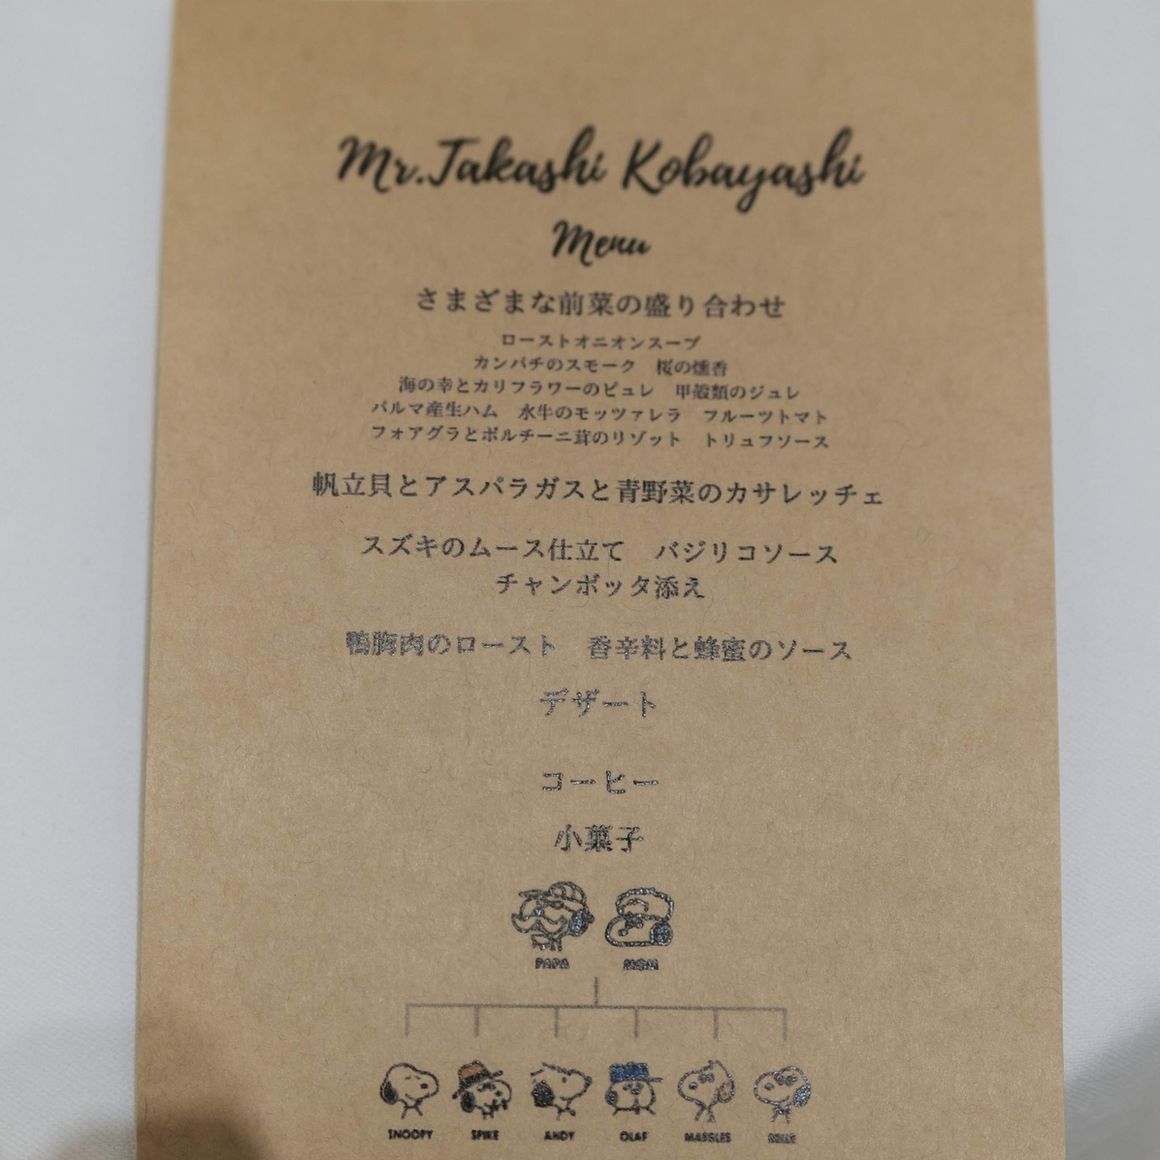 Mr.Takashi Kobayashi
Menu
さまざまな前菜の盛り合わせ
ローストオニオンスープ
カンパチのスモーク　桜の燻香
海の幸とカリフラワーのピュレ　甲殻類のジュレ
パルマ産生ハム　水牛のモッツァレラ　フルーツトマト
フォアグラとポルチーニ茸のリゾット　トリュフソース
帆立貝とアスパラガスと青野菜のカサレッチェ
スズキのムース仕立て　バジリコソース
チャンボッタ添え
鴨胸肉のロースト　香辛料と蜂蜜のソース
デザート
コーヒー
小菓子
PAPA MOM
SNOOPY SPIKE ANDY OLAF MARBLES BELLE